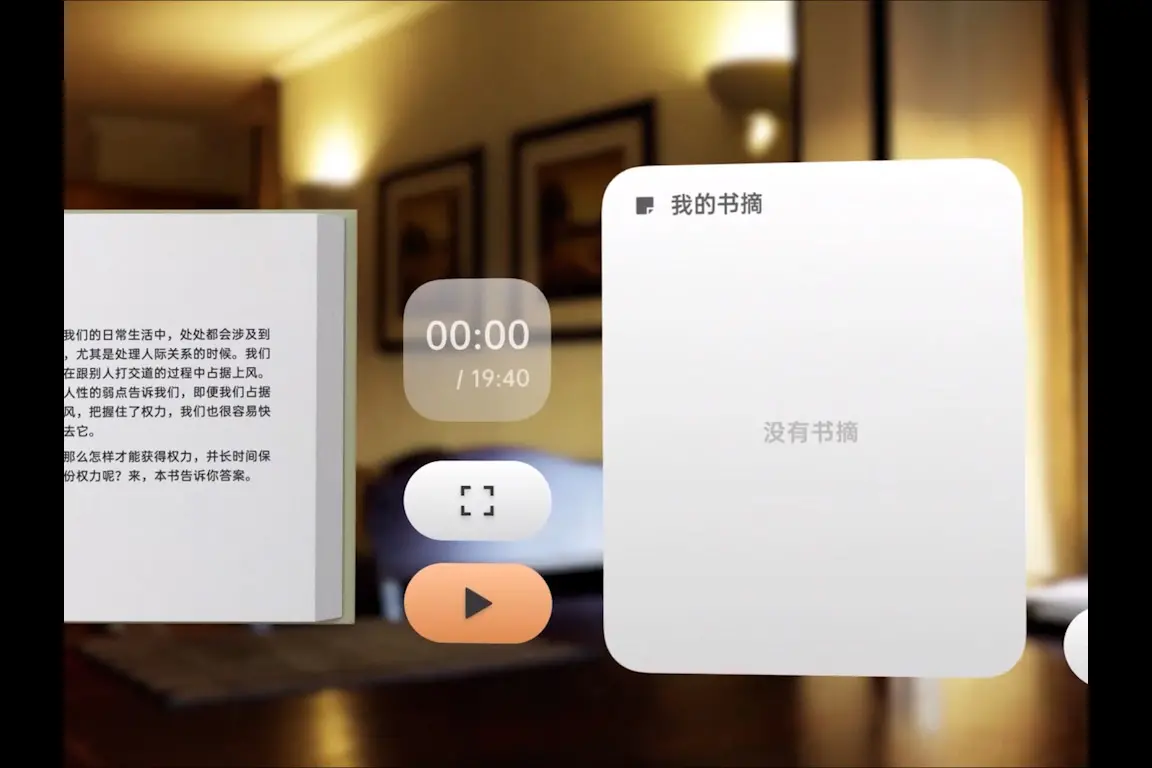 我们的日常生活中，处处都会涉及到
，尤其是处理人际关系的时候。我们
在跟别人打交道的过程中占据上风。
人性的弱点告诉我们，即便我们占据
风，把握住了权力，我们也很容易快
去它。
那么怎样才能获得权力，并长时间保
份权力呢？来，本书告诉你答案。
00:00
/ 19:40
我的书摘
没有书摘